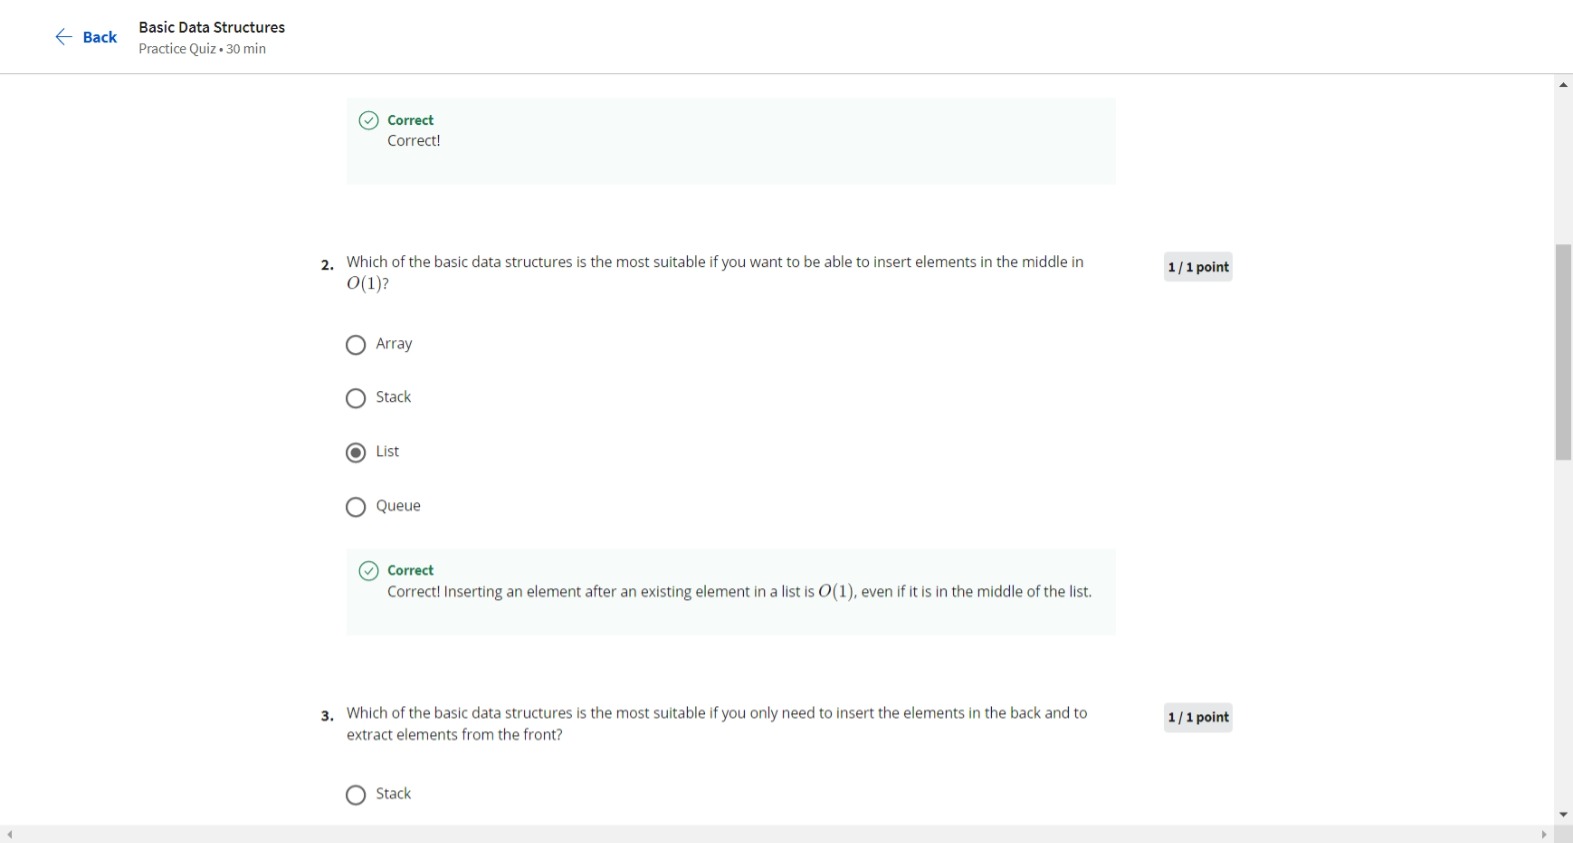 Back
Basic Data Structures
Practice Quiz • 30 min
Correct
Correct!
2. Which of the basic data structures is the most suitable if you want to be able to insert elements in the middle in
O(1)?
1 / 1 point
Array
Stack
List
Queue
Correct
Correct! Inserting an element after an existing element in a list is O(1), even if it is in the middle of the list.
3. Which of the basic data structures is the most suitable if you only need to insert the elements in the back and to
extract elements from the front?
1 / 1 point
Stack